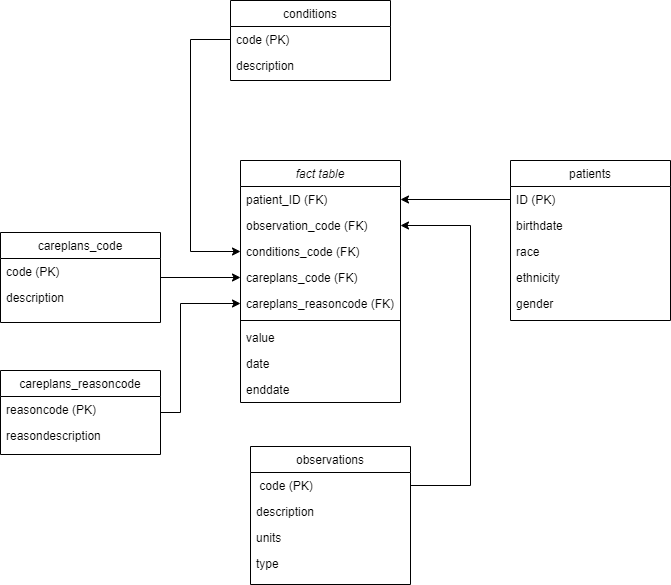 conditions
code (PK)
description
fact table
patient_ID (FK)
observation_code (FK)
conditions_code (FK)
careplans_code (FK)
careplans_reasoncode (FK)
value
date
enddate
patients
ID (PK)
birthdate
race
ethnicity
gender
careplans_code
code (PK)
description
careplans_reasoncode
reasoncode (PK)
reasondescription
observations
code (PK)
description
units
type